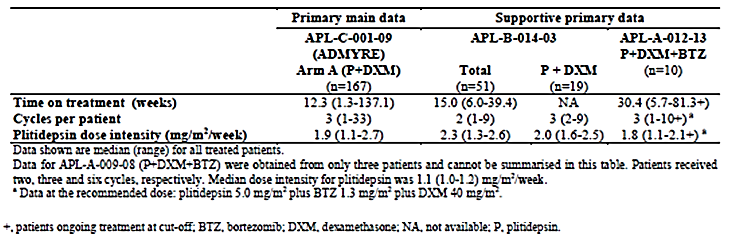 Primary main data Supportive primary data
APL-C-001-09 APL-B-014-03 APL-A-012-13
(ADMYRE) P+DXM+BTZ
Arm A (P+DXM) Total P + DXM (n=10)
(n=167) (n=51) (n=19)
Time on treatment (weeks) 12.3 (1.3-137.1) 15.0 (6.0-39.4) NA 30.4 (5.7-81.3+)
Cycles per patient 3 (1-33) 2 (1-9) 3 (2-9) 3 (1-10+)ª
Plitidepsin dose intensity (mg/m²/week) 1.9 (1.1-2.7) 2.3 (1.3-2.6) 2.0 (1.6-2.5) 1.8 (1.1-2.1+) ª
Data shown are median (range) for all treated patients.
Data for APL-A-009-08 (P+DXM+BTZ) were obtained from only three patients and cannot be summarised in this table. Patients received
two, three and six cycles, respectively. Median dose intensity for plitidepsin was 1.1 (1.0-1.2) mg/m²/week.
ª Data at the recommended dose: plitidepsin 5.0 mg/m² plus BTZ 1.3 mg/m² plus DXM 40 mg/m².
+, patients ongoing treatment at cut-off; BTZ, bortezomib; DXM, dexamethasone; NA, not available; P, plitidepsin.